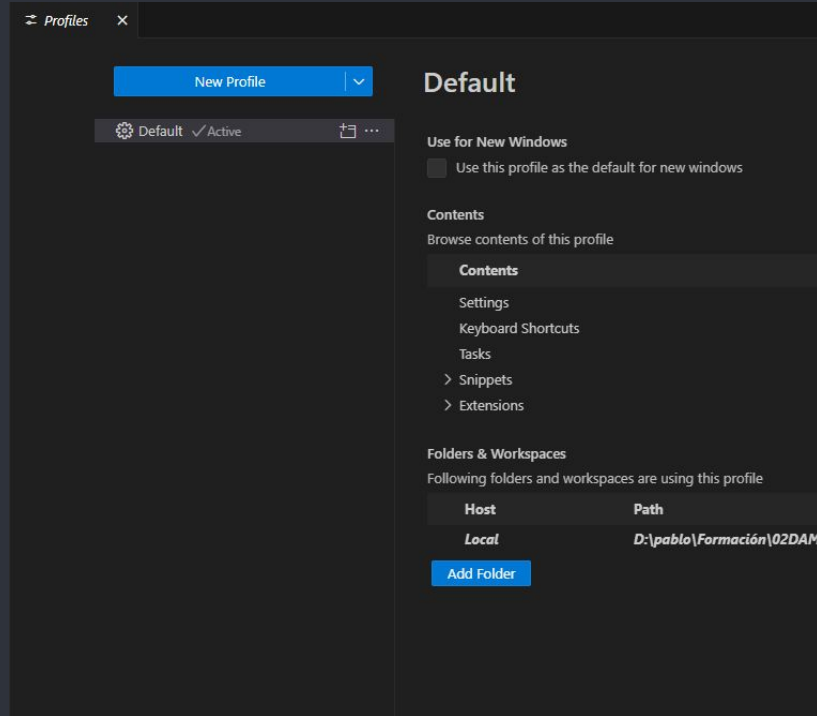 Profiles
New Profile
Default Active
Default
Use for New Windows
Use this profile as the default for new windows
Contents
Browse contents of this profile
Contents
Settings
Keyboard Shortcuts
Tasks
Snippets
Extensions
Folders & Workspaces
Following folders and workspaces are using this profile
Host Path
Local D:\pablo\Formación\02DAM
Add Folder